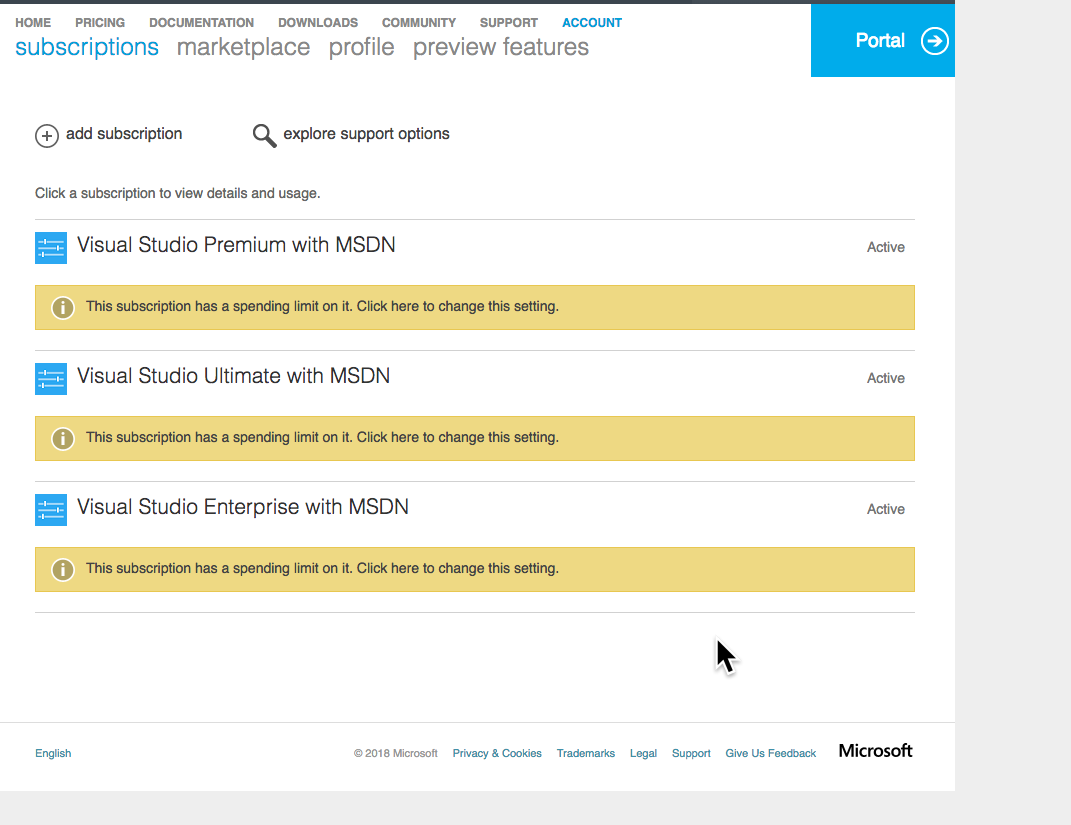 HOME PRICING DOCUMENTATION DOWNLOADS COMMUNITY SUPPORT ACCOUNT
subscriptions marketplace profile preview features
Portal
add subscription explore support options
Click a subscription to view details and usage.
Visual Studio Premium with MSDN Active
This subscription has a spending limit on it. Click here to change this setting.
Visual Studio Ultimate with MSDN Active
This subscription has a spending limit on it. Click here to change this setting.
Visual Studio Enterprise with MSDN Active
This subscription has a spending limit on it. Click here to change this setting.
English © 2018 Microsoft Privacy & Cookies Trademarks Legal Support Give Us Feedback Microsoft